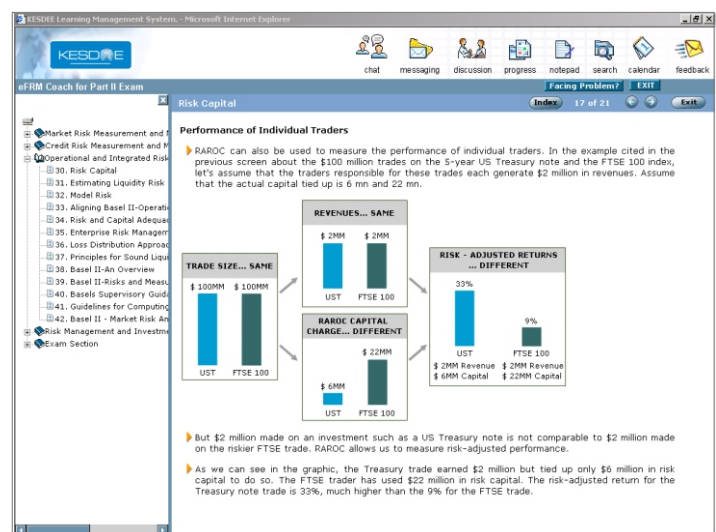 KESDEE Learning Management System. - Microsoft Internet Explorer
KESDEE
chat messaging discussion progress notepad search calendar feedback
eFRM Coach for Part II Exam
Facing Problem? EXIT
Risk Capital
Index 17 of 21 Exit
Market Risk Measurement and M
Credit Risk Measurement and M
Operational and Integrated Risk
30. Risk Capital
31. Estimating Liquidity Risk
32. Model Risk
33. Aligning Basel II-Operatio
34. Risk and Capital Adequac
35. Enterprise Risk Managem
36. Loss Distribution Approac
37. Principles for Sound Liqui
38. Basel II-An Overview
39. Basel II-Risks and Measu
40. Basels Supervisory Guida
41. Guidelines for Computing
42. Basel II - Market Risk An
Risk Management and Investme
Exam Section
Performance of Individual Traders
RAROC can also be used to measure the performance of individual traders. In the example cited in the
previous screen about the $100 million trades on the 5-year US Treasury note and the FTSE 100 index,
let's assume that the traders responsible for these trades each generate $2 million in revenues. Assume
that the actual capital tied up is 6 mn and 22 mn.
TRADE SIZE... SAME
$ 100MM $ 100MM
UST FTSE 100
REVENUES... SAME
$ 2MM $ 2MM
UST FTSE 100
RAROC CAPITAL
CHARGE... DIFFERENT
$ 22MM
$ 6MM
UST FTSE 100
RISK - ADJUSTED RETURNS
... DIFFERENT
33%
9%
UST FTSE 100
$ 2MM Revenue $ 2MM Revenue
$ 6MM Capital $ 22MM Capital
But $2 million made on an investment such as a US Treasury note is not comparable to $2 million made
on the riskier FTSE trade. RAROC allows us to measure risk-adjusted performance.
As we can see in the graphic, the Treasury trade earned $2 million but tied up only $6 million in risk
capital to do so. The FTSE trader has used $22 million in risk capital. The risk-adjusted return for the
Treasury note trade is 33%, much higher than the 9% for the FTSE trade.